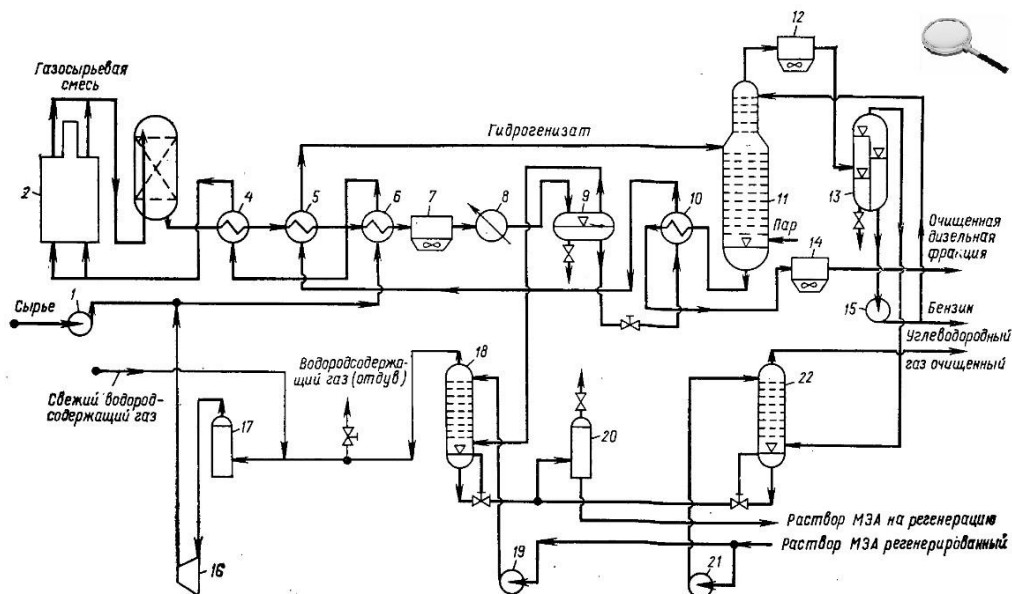 12
Газосырьевая
смесь
Гидрогенизат
2
4
5
6
7
8
9
10
11
13
Пар
14
Очищенная
дизельная
фракция
Сырье
1
15
Бензин
Углеводородный
газ очищенный
Водородсодержа-
щий газ (отдув)
18
22
Свежий водород-
содержащий газ
17
20
Раствор МЭА на регенерацию
Раствор МЭА регенерированный
16
19
21